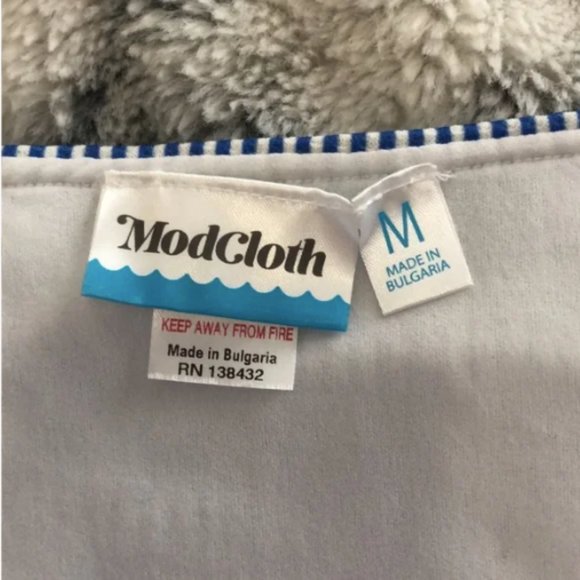 ModCloth
M
MADE IN
BULGARIA
KEEP AWAY FROM FIRE
Made in Bulgaria
RN 138432